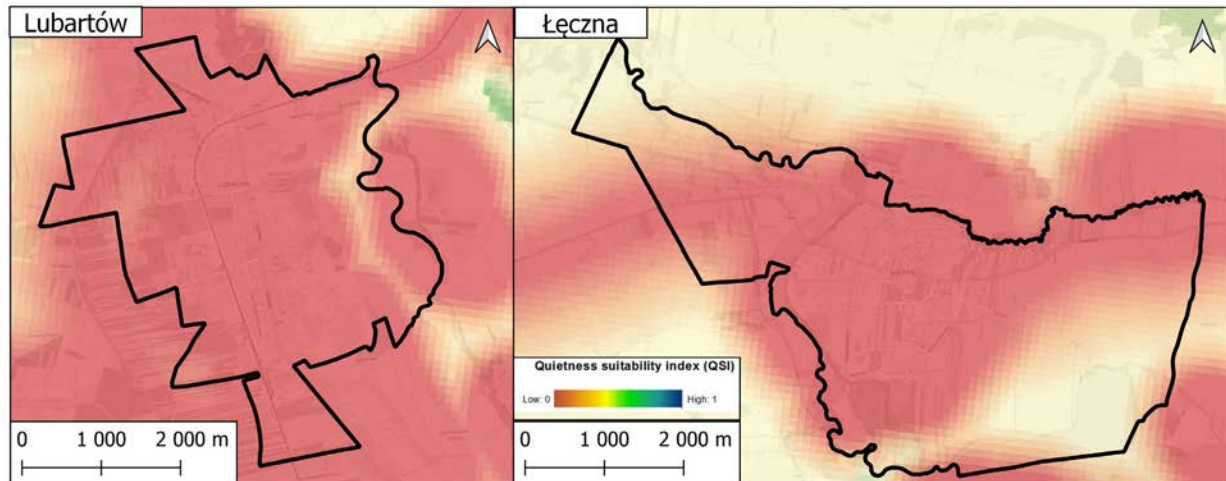 Lubartów
Łęczna
Quietness suitability index (QSI)
Low: 0
High: 1
0 1 000 2 000 m
0 1 000 2 000 m